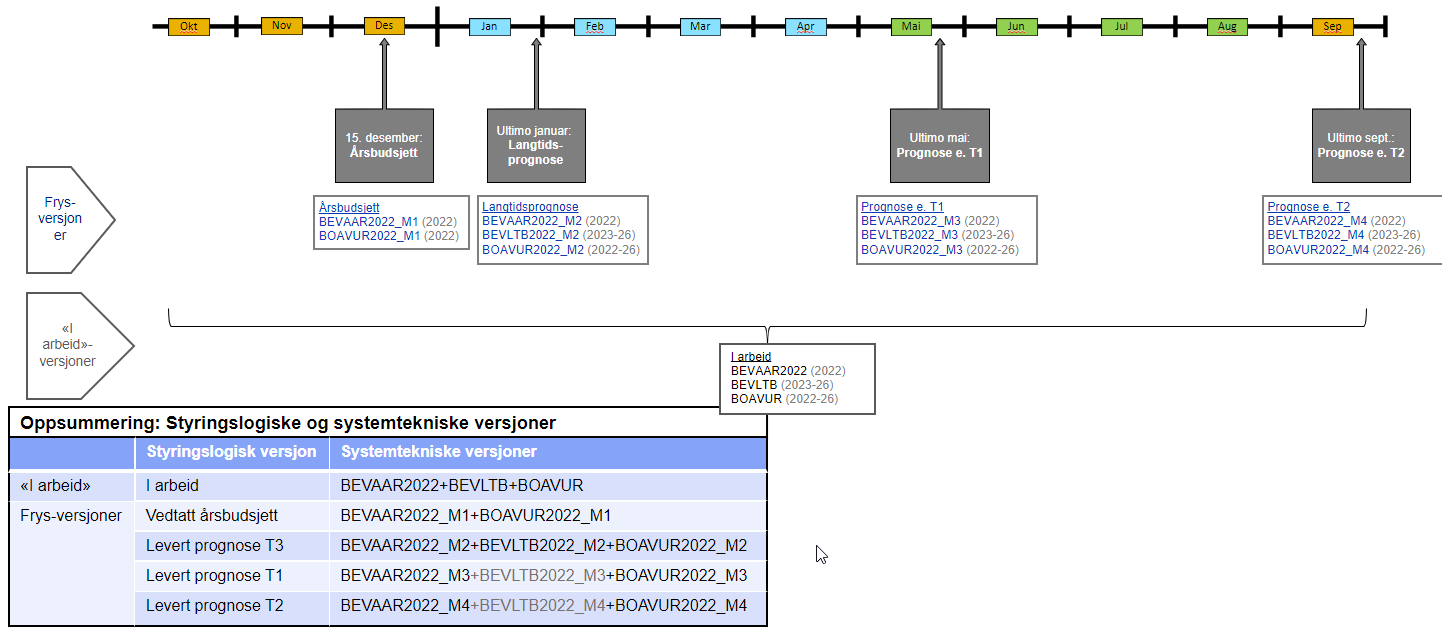 Okt Nov Des Jan Feb Mar Apr Mai Jun Jul Aug Sep
15. desember:
Årsbudsjett
Ultimo januar:
Langtids-
prognose
Ultimo mai:
Prognose e. T1
Ultimo sept.:
Prognose e. T2
Frys-
versjon
er
Årsbudsjett
BEVAAR2022_M1 (2022)
BOAVUR2022_M1 (2022)
Langtidsprognose
BEVAAR2022_M2 (2022)
BEVLTB2022_M2 (2023-26)
BOAVUR2022_M2 (2022-26)
Prognose e. T1
BEVAAR2022_M3 (2022)
BEVLTB2022_M3 (2023-26)
BOAVUR2022_M3 (2022-26)
Prognose e. T2
BEVAAR2022_M4 (2022)
BEVLTB2022_M4 (2023-26)
BOAVUR2022_M4 (2022-26)
«I
arbeid»-
versjoner
I arbeid
BEVAAR2022 (2022)
BEVLTB (2023-26)
BOAVUR (2022-26)
Oppsummering: Styringslogiske og systemtekniske versjoner
Styringslogisk versjon Systemtekniske versjoner
«I arbeid» I arbeid BEVAAR2022+BEVLTB+BOAVUR
Frys-versjoner Vedtatt årsbudsjett BEVAAR2022_M1+BOAVUR2022_M1
Levert prognose T3 BEVAAR2022_M2+BEVLTB2022_M2+BOAVUR2022_M2
Levert prognose T1 BEVAAR2022_M3+BEVLTB2022_M3+BOAVUR2022_M3
Levert prognose T2 BEVAAR2022_M4+BEVLTB2022_M4+BOAVUR2022_M4